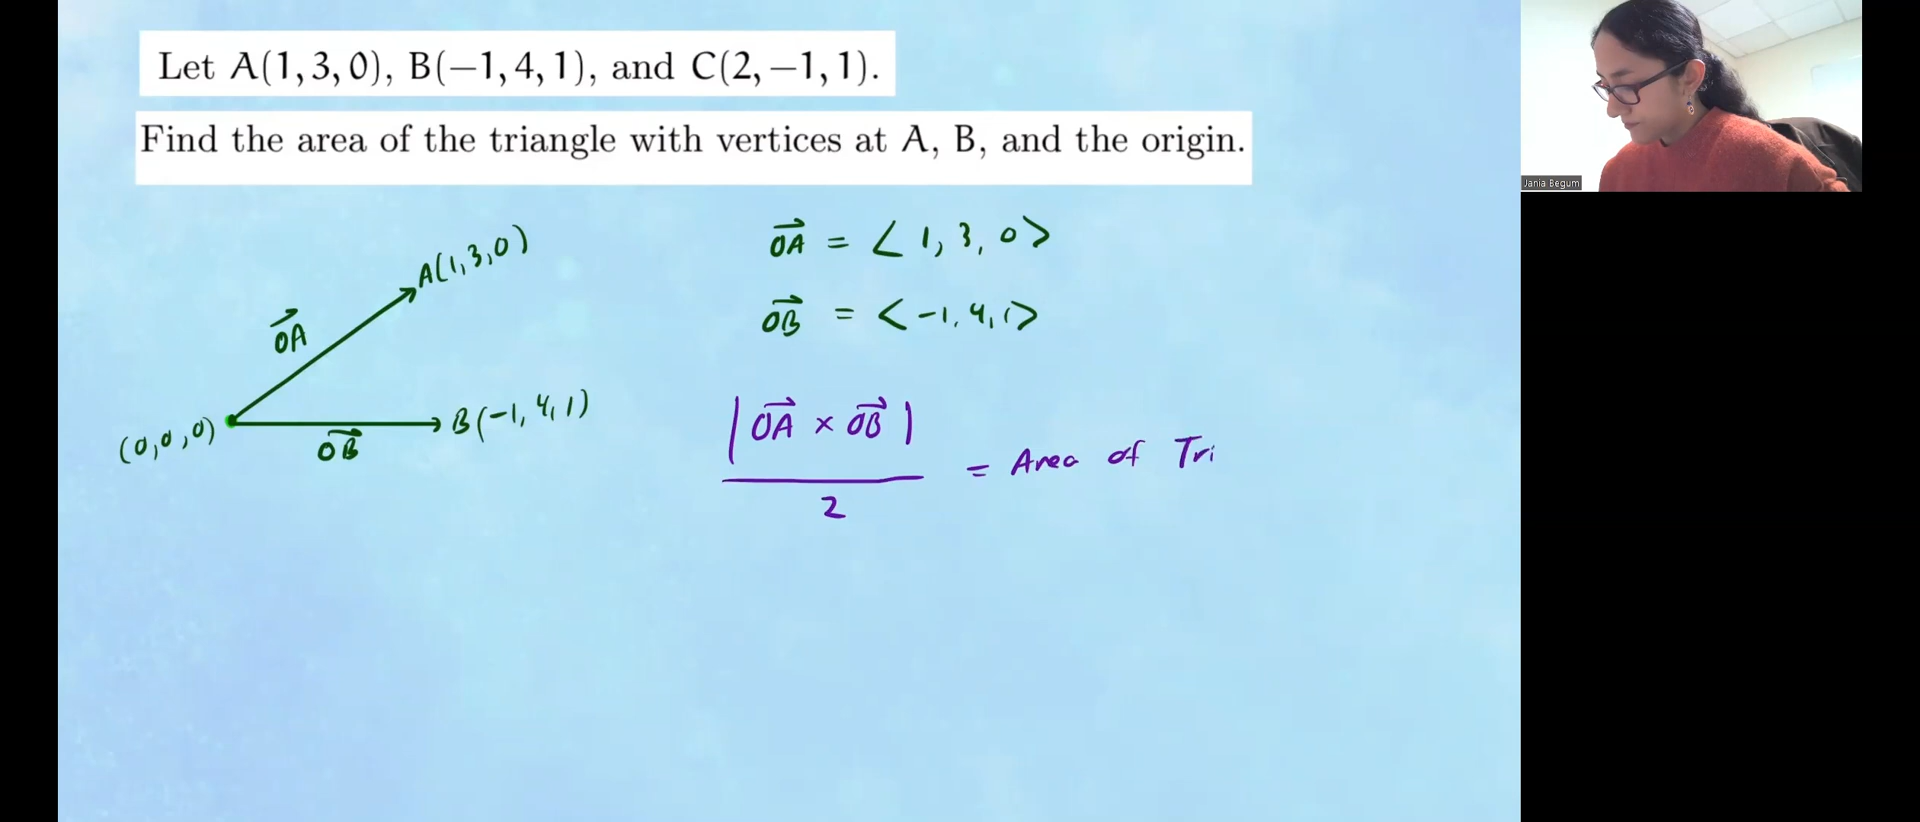 Let A(1, 3, 0), B(−1, 4, 1), and C(2, −1, 1).
Find the area of the triangle with vertices at A, B, and the origin.
Jania Begum
A(1,3,0)
OA
(0,0,0)
OB
B(-1,4,1)
OA = <1, 3, 0>
OB = <-1, 4, 1>
|OA × OB|
2
= Area of Tri